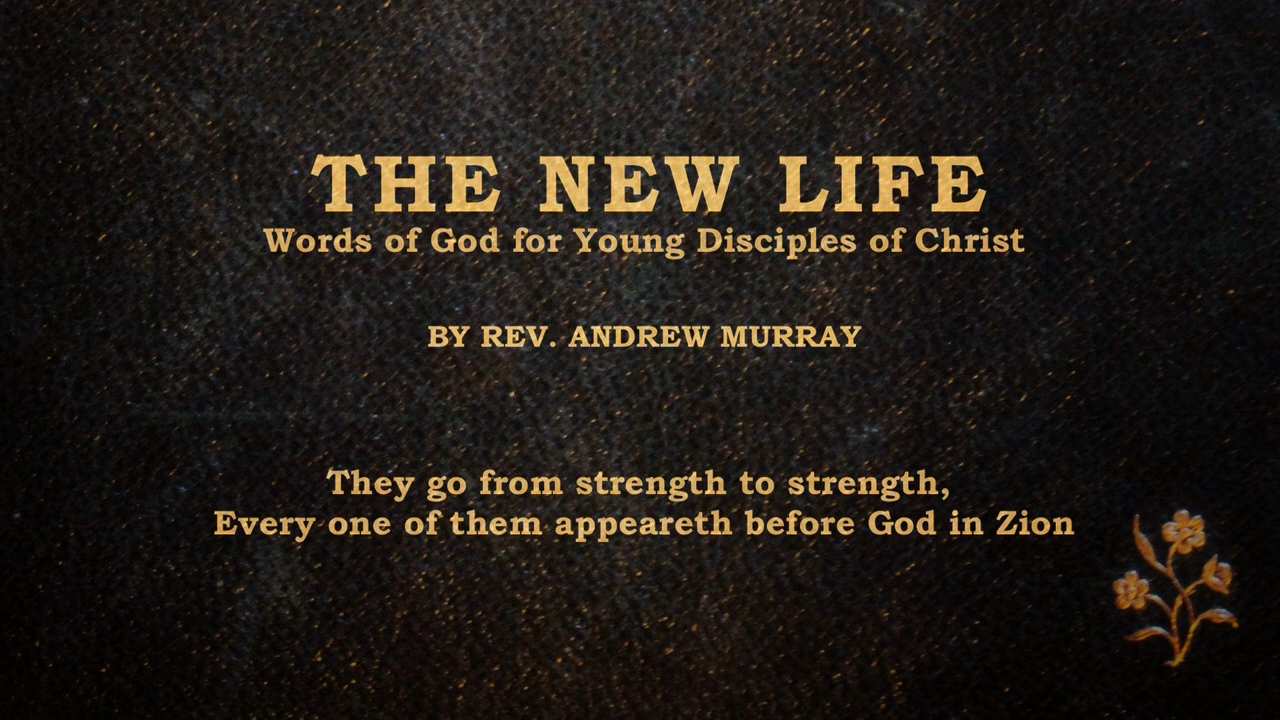 THE NEW LIFE
Words of God for Young Disciples of Christ
BY REV. ANDREW MURRAY
They go from strength to strength,
Every one of them appeareth before God in Zion